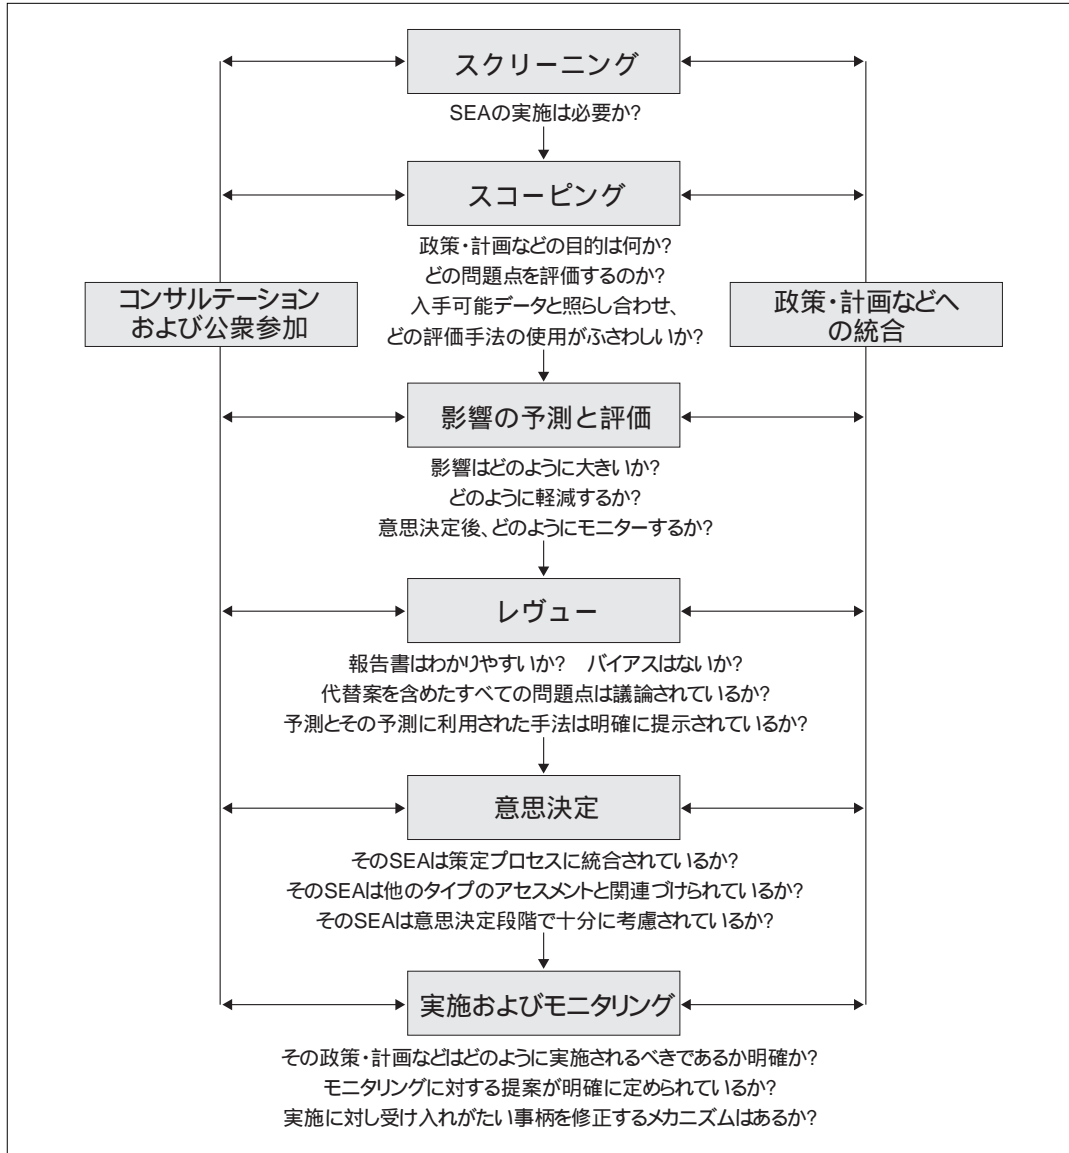 スクリーニング
SEAの実施は必要か?
スコーピング
政策・計画などの目的は何か?
どの問題点を評価するのか?
入手可能データと照らし合わせ、
どの評価手法の使用がふさわしいか?
コンサルテーション
および公衆参加
政策・計画などへ
の統合
影響の予測と評価
影響はどのように大きいか?
どのように軽減するか?
意思決定後、どのようにモニターするか?
レヴュー
報告書はわかりやすいか?　バイアスはないか?
代替案を含めたすべての問題点は議論されているか?
予測とその予測に利用された手法は明確に提示されているか?
意思決定
そのSEAは策定プロセスに統合されているか?
そのSEAは他のタイプのアセスメントと関連づけられているか?
そのSEAは意思決定段階で十分に考慮されているか?
実施およびモニタリング
その政策・計画などはどのように実施されるべきであるか明確か?
モニタリングに対する提案が明確に定められているか?
実施に対し受け入れがたい事柄を修正するメカニズムはあるか?